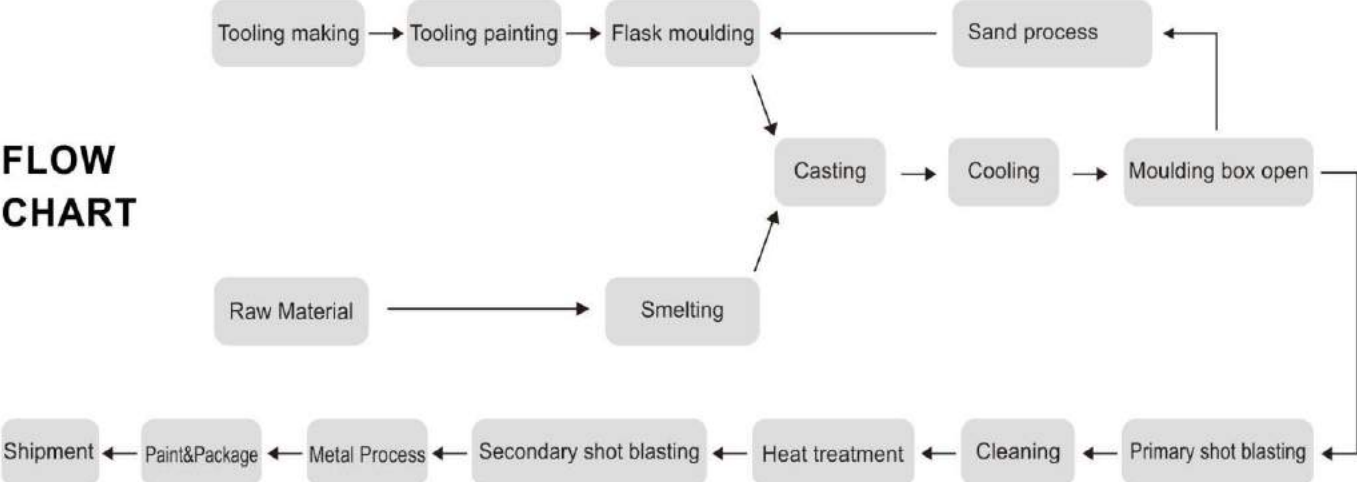 Tooling making
Tooling painting
Flask moulding
Sand process
FLOW
CHART
Casting
Cooling
Moulding box open
Raw Material
Smelting
Shipment
Paint&Package
Metal Process
Secondary shot blasting
Heat treatment
Cleaning
Primary shot blasting